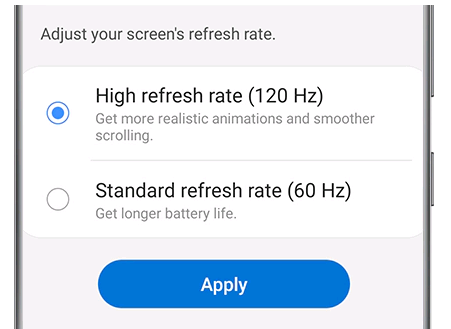 Adjust your screen's refresh rate.
High refresh rate (120 Hz)
Get more realistic animations and smoother
scrolling.
Standard refresh rate (60 Hz)
Get longer battery life.
Apply